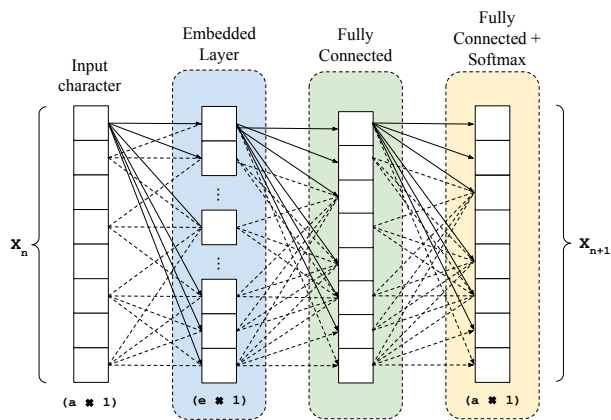 Input
character
Embedded
Layer
Fully
Connected
Fully
Connected +
Softmax
Xn
⋮
⋮
Xn+1
(a ✖ 1)
(e ✖ 1)
(a ✖ 1)